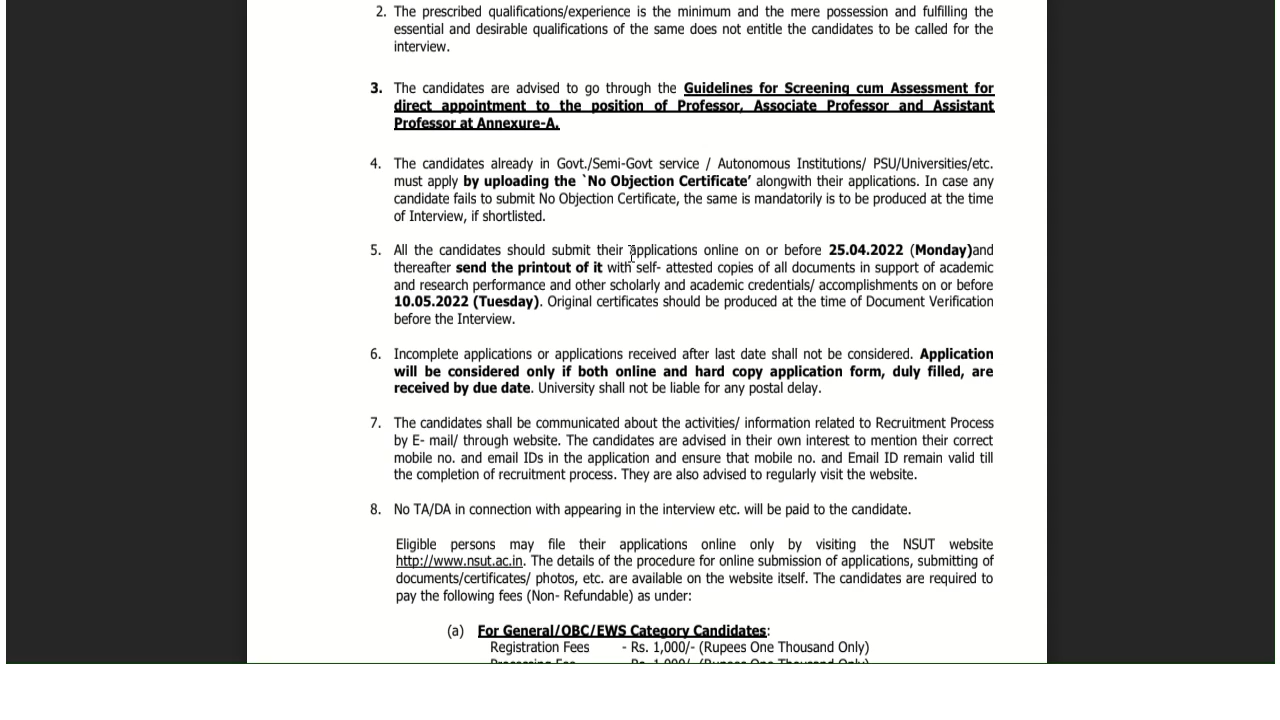 2. The prescribed qualifications/experience is the minimum and the mere possession and fulfilling the
essential and desirable qualifications of the same does not entitle the candidates to be called for the
interview.
3. The candidates are advised to go through the Guidelines for Screening cum Assessment for
direct appointment to the position of Professor, Associate Professor and Assistant
Professor at Annexure-A.
4. The candidates already in Govt./Semi-Govt service / Autonomous Institutions/ PSU/Universities/etc.
must apply by uploading the `No Objection Certificate’ alongwith their applications. In case any
candidate fails to submit No Objection Certificate, the same is mandatorily is to be produced at the time
of Interview, if shortlisted.
5. All the candidates should submit their applications online on or before 25.04.2022 (Monday)and
thereafter send the printout of it with self- attested copies of all documents in support of academic
and research performance and other scholarly and academic credentials/ accomplishments on or before
10.05.2022 (Tuesday). Original certificates should be produced at the time of Document Verification
before the Interview.
6. Incomplete applications or applications received after last date shall not be considered. Application
will be considered only if both online and hard copy application form, duly filled, are
received by due date. University shall not be liable for any postal delay.
7. The candidates shall be communicated about the activities/ information related to Recruitment Process
by E- mail/ through website. The candidates are advised in their own interest to mention their correct
mobile no. and email IDs in the application and ensure that mobile no. and Email ID remain valid till
the completion of recruitment process. They are also advised to regularly visit the website.
8. No TA/DA in connection with appearing in the interview etc. will be paid to the candidate.
Eligible persons may file their applications online only by visiting the NSUT website
http://www.nsut.ac.in. The details of the procedure for online submission of applications, submitting of
documents/certificates/ photos, etc. are available on the website itself. The candidates are required to
pay the following fees (Non- Refundable) as under:
(a) For General/OBC/EWS Category Candidates:
Registration Fees - Rs. 1,000/- (Rupees One Thousand Only)